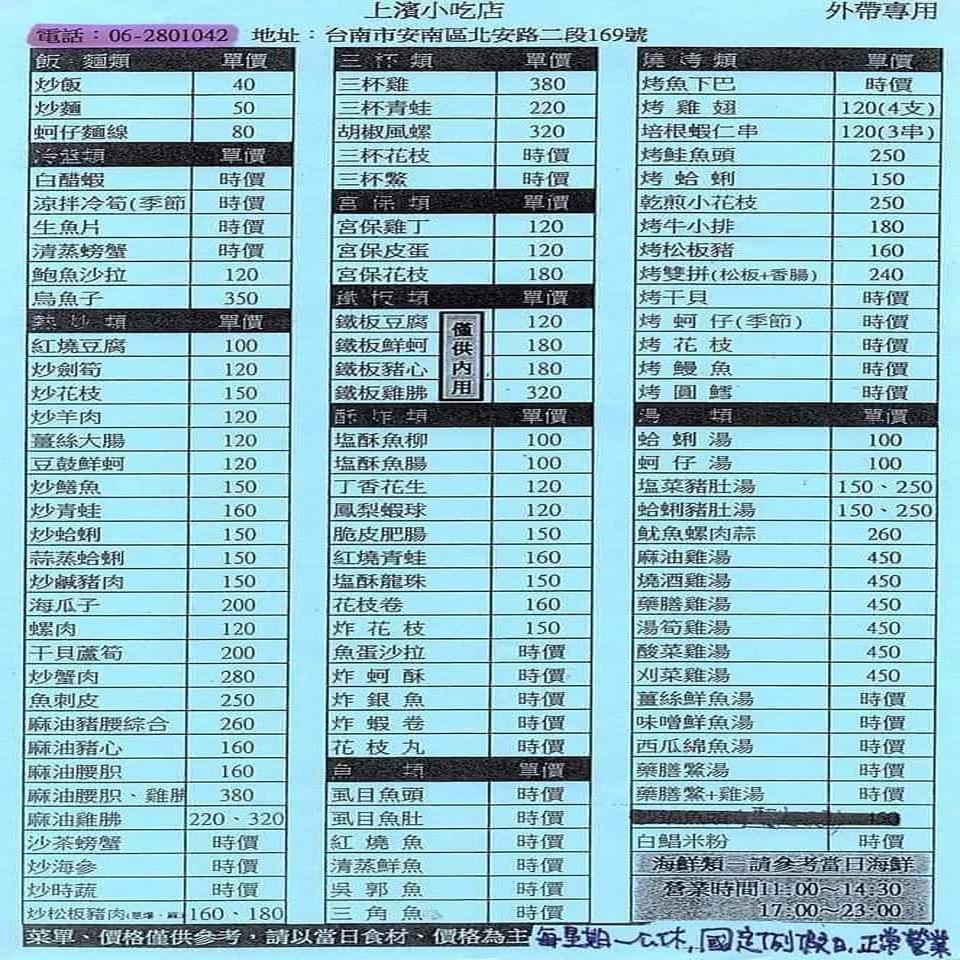 上濱小吃店
外帶專用
電話：06-2801042 地址：台南市安南區北安路二段169號
飯、麵類 單價
炒飯 40
炒麵 50
蚵仔麵線 80
冷盤類 單價
白醋蝦 時價
涼拌冷筍(季節 時價
生魚片 時價
清蒸螃蟹 時價
鮑魚沙拉 120
烏魚子 350
熱炒類 單價
紅燒豆腐 100
炒劍筍 120
炒花枝 150
炒羊肉 120
薑絲大腸 120
豆鼓鮮蚵 120
炒鱔魚 150
炒青蛙 160
炒蛤蜊 150
蒜蒸蛤蜊 150
炒鹹豬肉 150
海瓜子 200
螺肉 120
干貝蘆筍 200
炒蟹肉 280
魚刺皮 250
麻油豬腰綜合 260
麻油豬心 160
麻油腰脤 160
麻油腰脤、雞肺 380
麻油雞胇 220、320
沙茶螃蟹 時價
炒海參 時價
炒時蔬 時價
炒松板豬肉 160、180
三杯類 單價
三杯雞 380
三杯青蛙 220
胡椒風螺 320
三杯花枝 時價
三杯鱉 時價
宮保類 單價
宮保雞丁 120
宮保皮蛋 120
宮保花枝 180
鐵板類 單價
鐵板豆腐 120
鐵板鮮蚵 180
鐵板豬心 180
鐵板雞胇 320
僅供內用
酥炸類 單價
塩酥魚柳 100
塩酥魚腸 100
丁香花生 120
鳳梨蝦球 120
脆皮肥腸 150
紅燒青蛙 160
塩酥龍珠 150
花枝卷 160
炸花枝 150
魚蛋沙拉 時價
炸蚵酥 時價
炸銀魚 時價
炸蝦卷 時價
花枝丸 時價
魚類 單價
虱目魚頭 時價
虱目魚肚 時價
紅燒魚 時價
清蒸鮮魚 時價
吳郭魚 時價
三角魚 時價
燒烤類 單價
烤魚下巴 時價
烤雞翅 120(4支)
培根蝦仁串 120(3串)
烤鮭魚頭 250
烤蛤蜊 150
乾煎小花枝 250
烤牛小排 180
烤松板豬 160
烤雙拼(松板+香腸) 240
烤干貝 時價
烤蚵仔(季節) 時價
烤花枝 時價
烤鰻魚 時價
烤圓鱈 時價
湯類 單價
蛤蜊湯 100
蚵仔湯 100
塩菜豬肚湯 150、250
蛤蜊豬肚湯 150、250
魷魚螺肉蒜 260
麻油雞湯 450
燒酒雞湯 450
藥膳雞湯 450
湯筍雞湯 450
酸菜雞湯 450
刈菜雞湯 450
薑絲鮮魚湯 時價
味噌鮮魚湯 時價
西瓜綿魚湯 時價
藥膳鱉湯 時價
藥膳鱉+雞湯 時價
白鯧米粉 時價
海鮮類 請參考當日海鮮
營業時間11:00～14:30
17:00～23:00
菜單、價格僅供參考，請以當日食材、價格為主
每星期一公休，國定例假日，正常營業